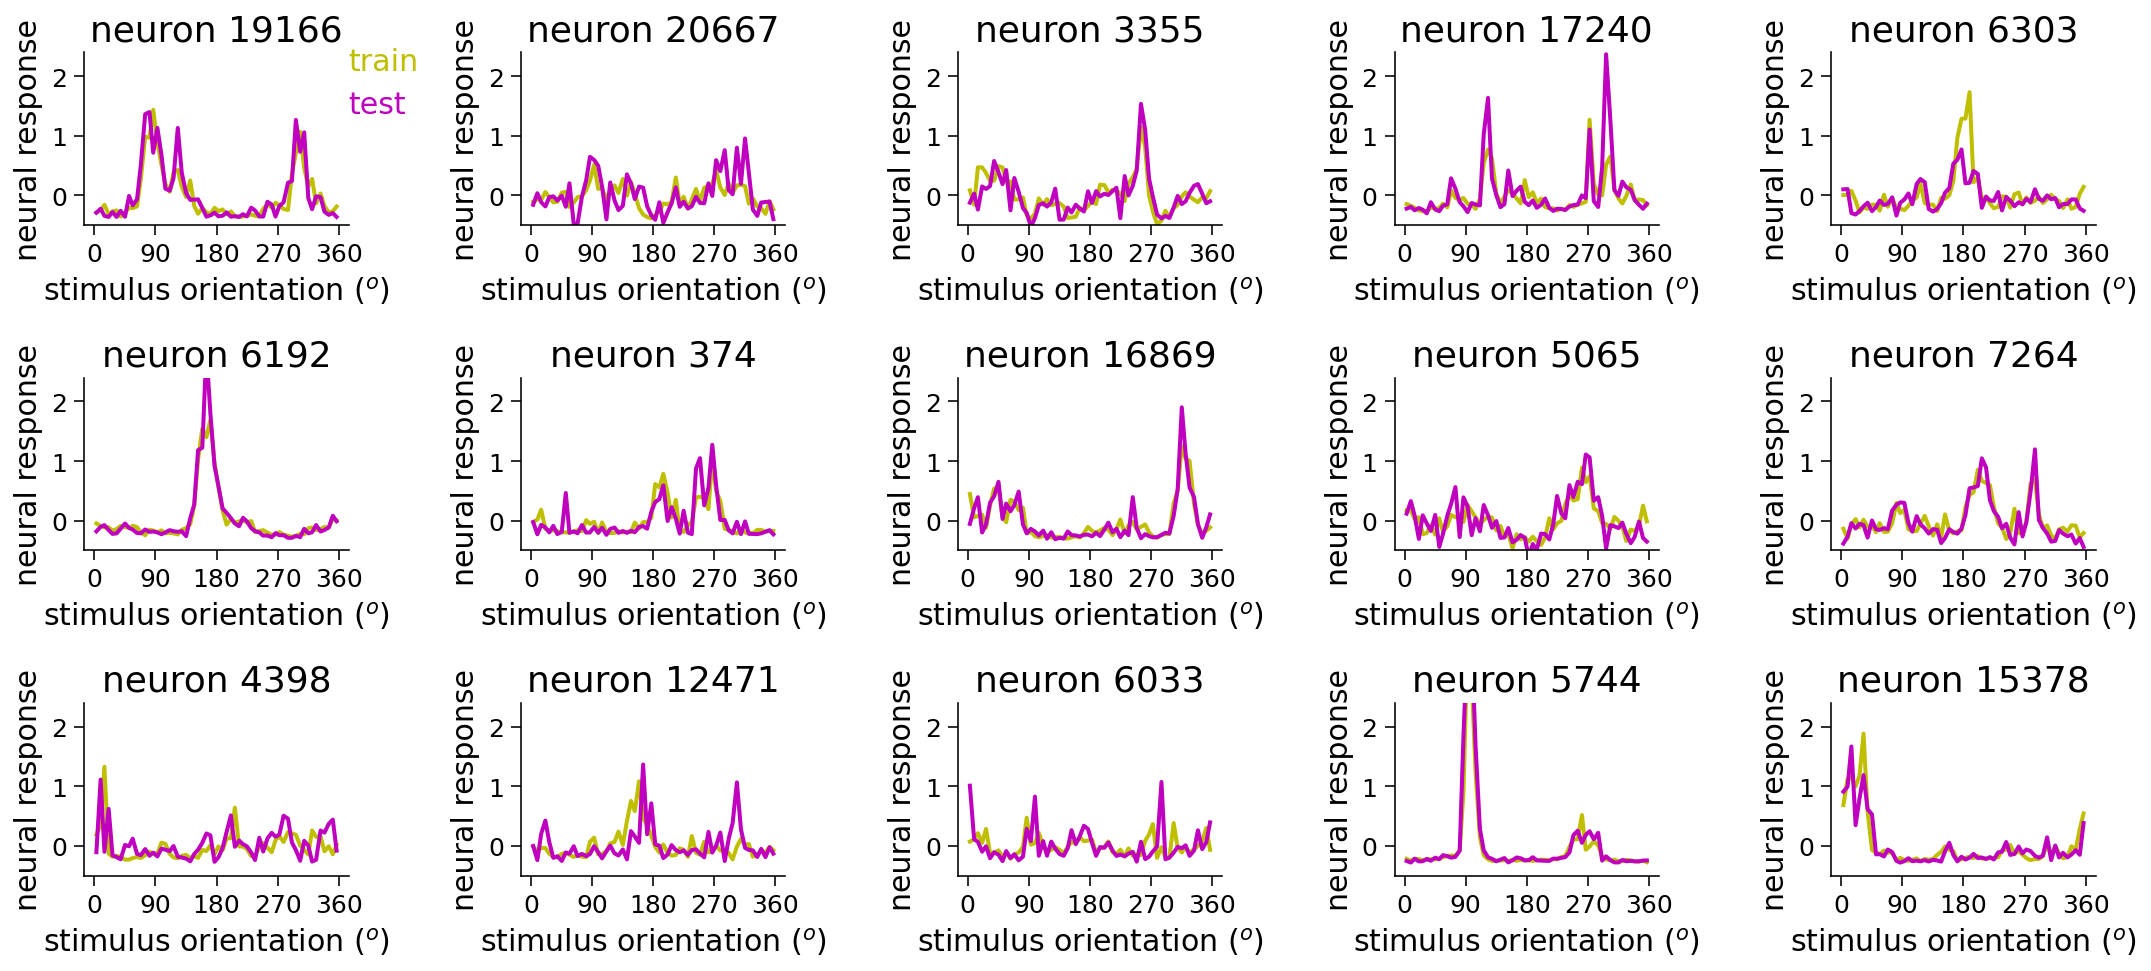 neuron 19166
neuron 20667
neuron 3355
neuron 17240
neuron 6303
train
test
neural response
2
1
0
0 90 180 270 360
stimulus orientation (o)
neural response
2
1
0
0 90 180 270 360
stimulus orientation (o)
neural response
2
1
0
0 90 180 270 360
stimulus orientation (o)
neural response
2
1
0
0 90 180 270 360
stimulus orientation (o)
neural response
2
1
0
0 90 180 270 360
stimulus orientation (o)
neuron 6192
neuron 374
neuron 16869
neuron 5065
neuron 7264
neural response
2
1
0
0 90 180 270 360
stimulus orientation (o)
neural response
2
1
0
0 90 180 270 360
stimulus orientation (o)
neural response
2
1
0
0 90 180 270 360
stimulus orientation (o)
neural response
2
1
0
0 90 180 270 360
stimulus orientation (o)
neural response
2
1
0
0 90 180 270 360
stimulus orientation (o)
neuron 4398
neuron 12471
neuron 6033
neuron 5744
neuron 15378
neural response
2
1
0
0 90 180 270 360
stimulus orientation (o)
neural response
2
1
0
0 90 180 270 360
stimulus orientation (o)
neural response
2
1
0
0 90 180 270 360
stimulus orientation (o)
neural response
2
1
0
0 90 180 270 360
stimulus orientation (o)
neural response
2
1
0
0 90 180 270 360
stimulus orientation (o)